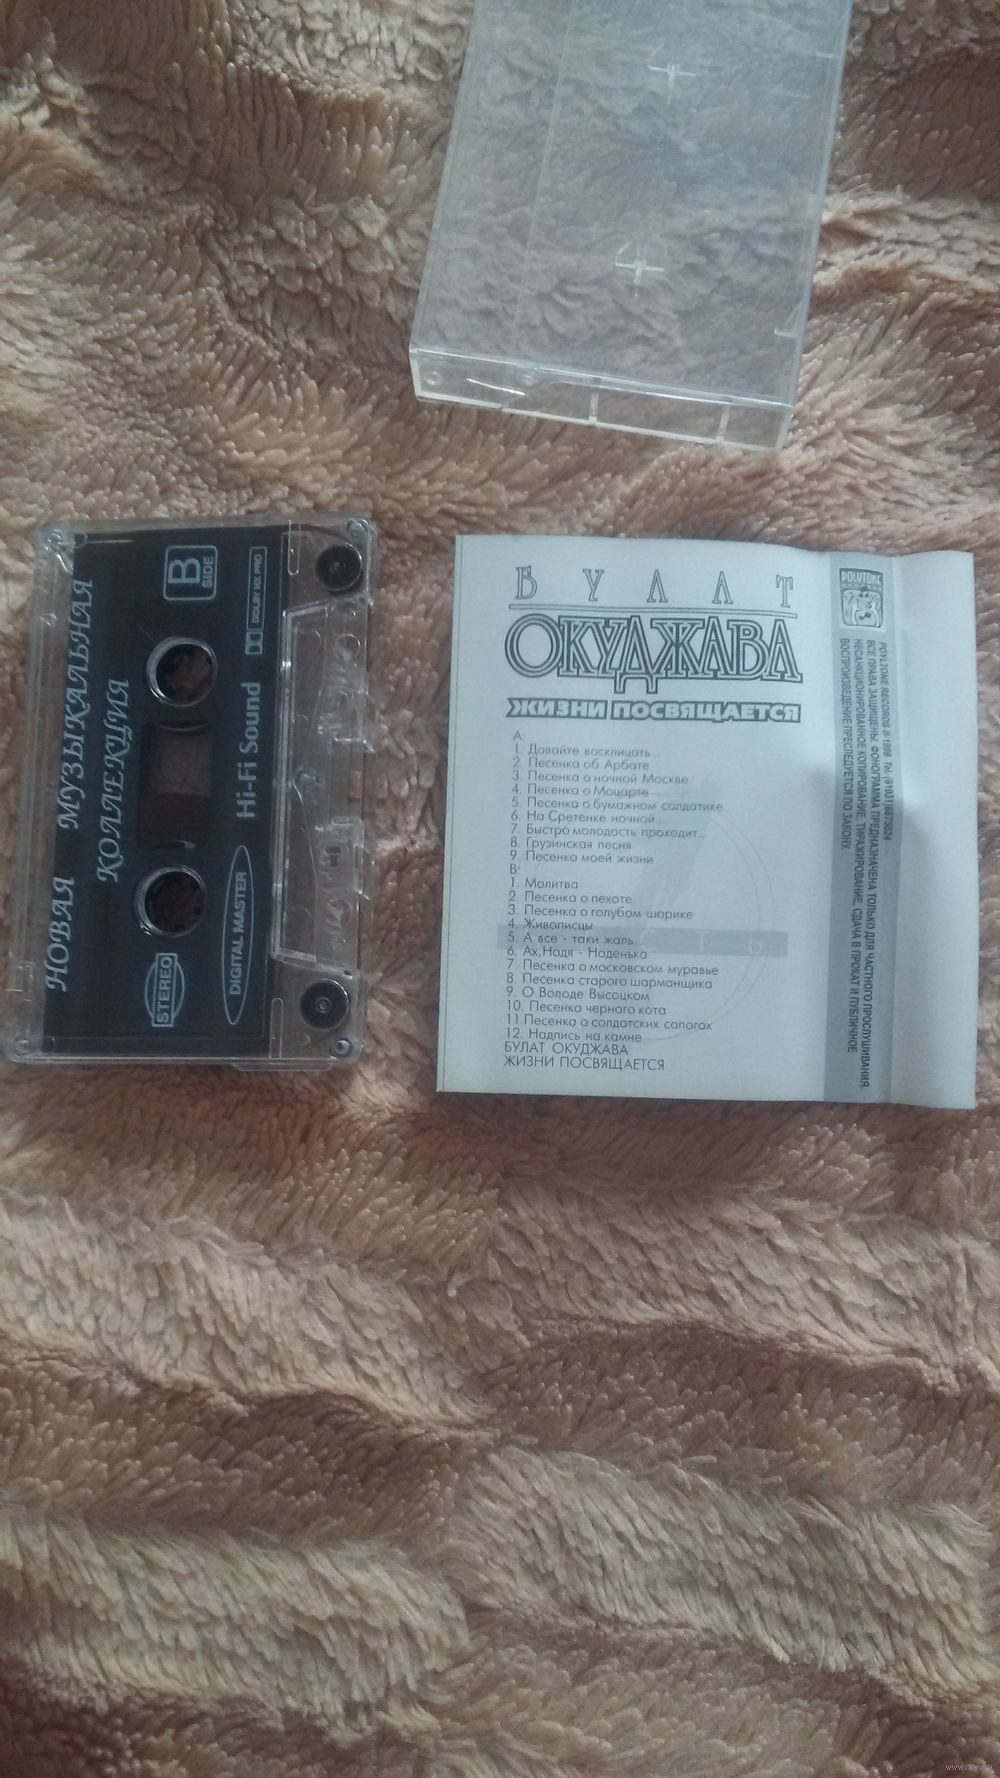 НОВАЯ МУЗЫКАЛЬНАЯ
КОЛЛЕКЦИЯ
B
SIDE
STEREO
DIGITAL MASTER
Hi-Fi Sound
DOLBY HX PRO
БУЛАТ
ОКУДЖАВА
ЖИЗНИ ПОСВЯЩАЕТСЯ
А:
1. Давайте восклицать...
2. Песенка об Арбате
3. Песенка о ночной Москве
4. Песенка о Моцарте
5. Песенка о бумажном солдатике
6. На Сретенке ночной...
7. Быстро молодость проходит...
8. Грузинская песня
9. Песенка моей жизни
В:
1. Молитва
2. Песенка о пехоте
3. Песенка о голубом шарике
4. Живописцы
5. А все - таки жаль
6. Ах,Надя - Наденька
7. Песенка о московском муравье
8. Песенка старого шарманщика
9. О Володе Высоцком
10. Песенка черного кота
11 Песенка о солдатских сапогах
12. Надпись на камне
БУЛАТ ОКУДЖАВА
ЖИЗНИ ПОСВЯЩАЕТСЯ
POLYTONE
POYLTONE RECORDS ® 1998 Tel.
ВСЕ ПРАВА ЗАЩИЩЕНЫ. ФОНОГРАММА ПРЕДНАЗНАЧЕНА ТОЛЬКО ДЛЯ ЧАСТНОГО ПРОСЛУШИВАНИЯ.
НЕСАНКЦИОНИРОВАННОЕ КОПИРОВАНИЕ, ТИРАЖИРОВАНИЕ, СДАЧА В ПРОКАТ И ПУБЛИЧНОЕ
ВОСПРОИЗВЕДЕНИЕ ПРЕСЛЕДУЕТСЯ ПО ЗАКОНУ.